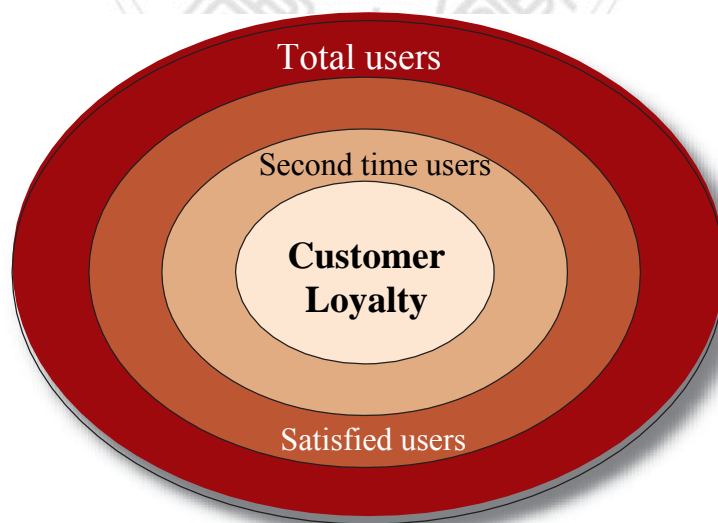 Total users
Second time users
Customer
Loyalty
Satisfied users